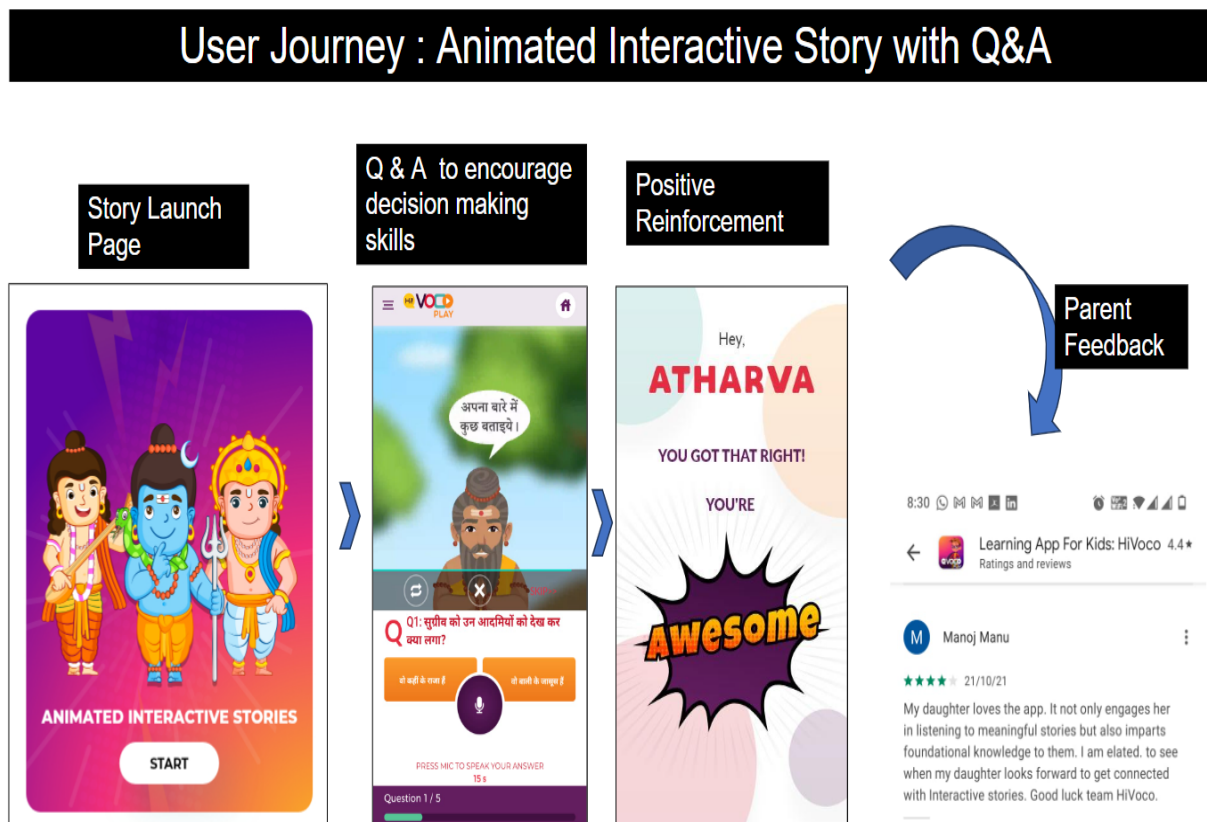 User Journey : Animated Interactive Story with Q&A
Story Launch
Page
Q & A to encourage
decision making
skills
Positive
Reinforcement
Parent
Feedback
ANIMATED INTERACTIVE STORIES
START
Hi! VOCO
PLAY
अपना बारे में
कुछ बताइये।
Q Q1: सुग्रीव को उन आदमियों को देख कर
क्या लगा?
वो कहीं के राजा हैं
वो बाली के जासूस हैं
PRESS MIC TO SPEAK YOUR ANSWER
15 s
Question 1 / 5
Hey,
ATHARVA
YOU GOT THAT RIGHT!
YOU'RE
AWESOME
8:30
Learning App For Kids: HiVoco 4.4★
Ratings and reviews
M Manoj Manu
21/10/21
My daughter loves the app. It not only engages her
in listening to meaningful stories but also imparts
foundational knowledge to them. I am elated. to see
when my daughter looks forward to get connected
with Interactive stories. Good luck team HiVoco.